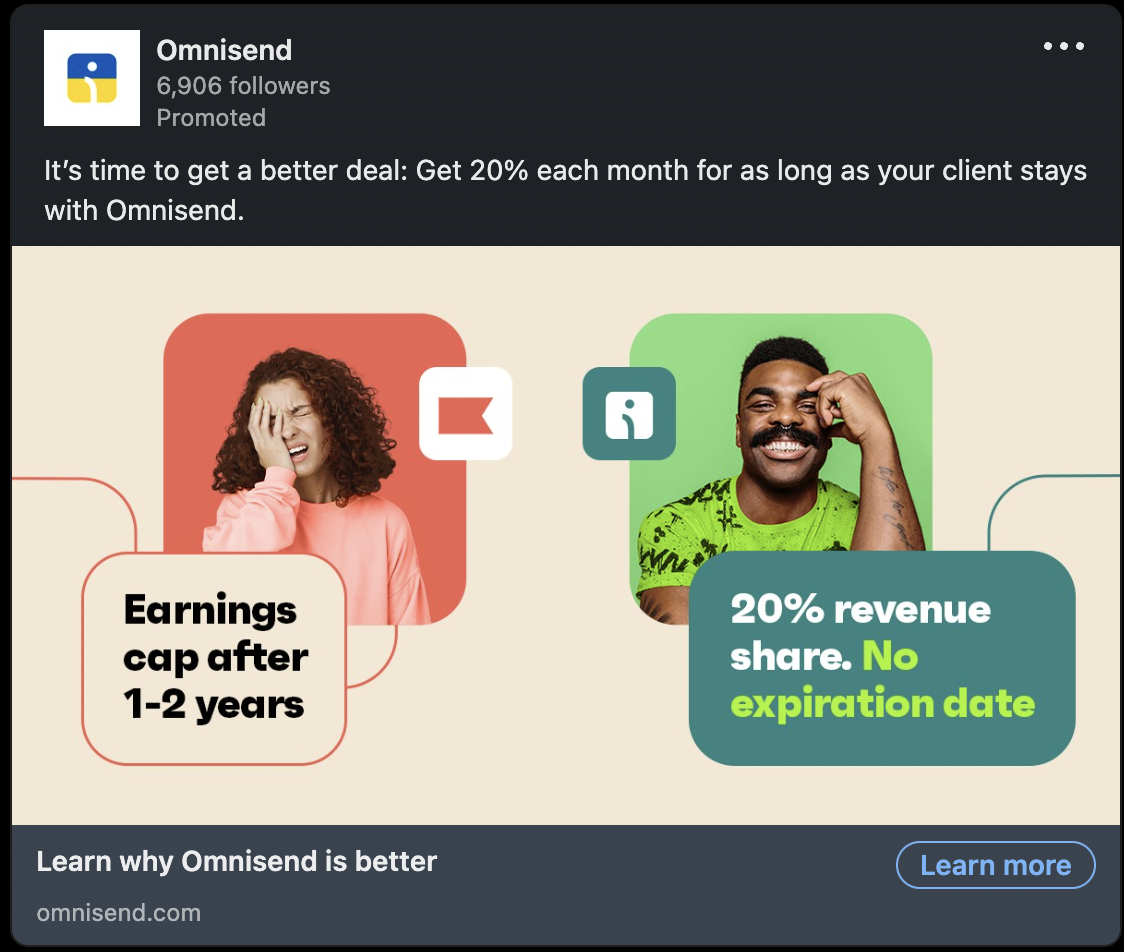 Omnisend
6,906 followers
Promoted
It’s time to get a better deal: Get 20% each month for as long as your client stays
with Omnisend.
Earnings
cap after
1-2 years
20% revenue
share. No
expiration date
Learn why Omnisend is better
Learn more
omnisend.com